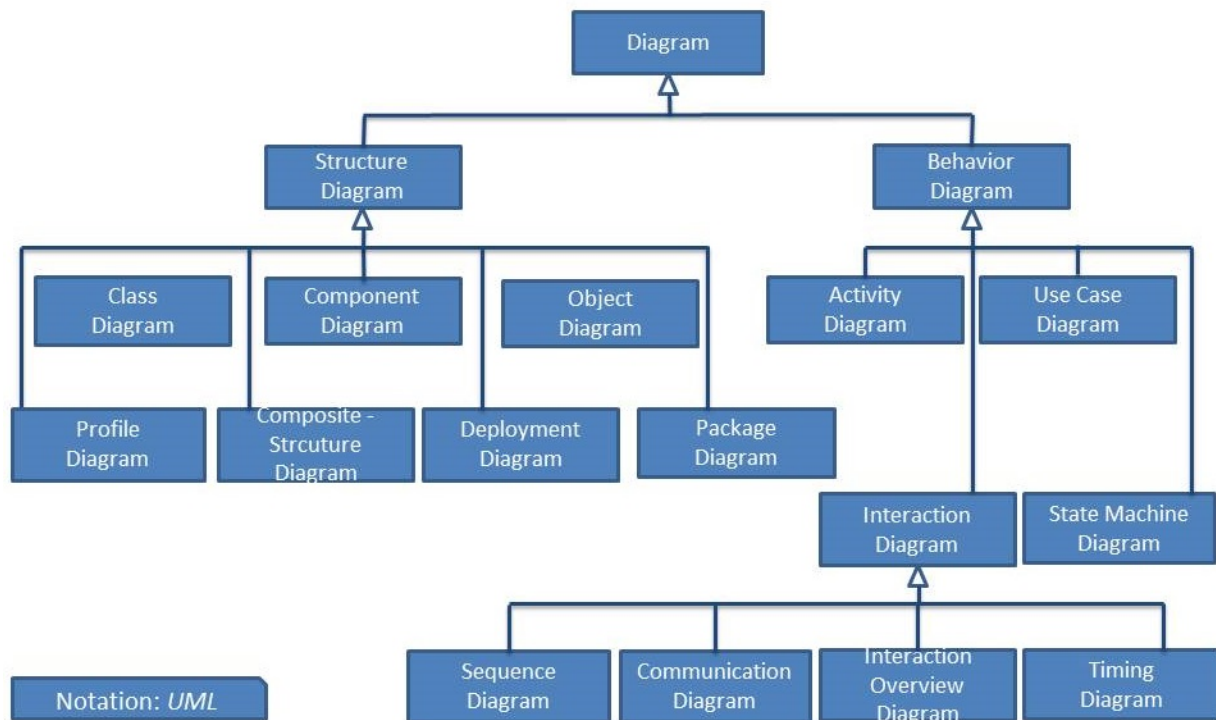 Diagram
Structure
Diagram
Behavior
Diagram
Class
Diagram
Component
Diagram
Object
Diagram
Activity
Diagram
Use Case
Diagram
Profile
Diagram
Composite -
Strcuture
Diagram
Deployment
Diagram
Package
Diagram
Interaction
Diagram
State Machine
Diagram
Sequence
Diagram
Communication
Diagram
Interaction
Overview
Diagram
Timing
Diagram
Notation: UML